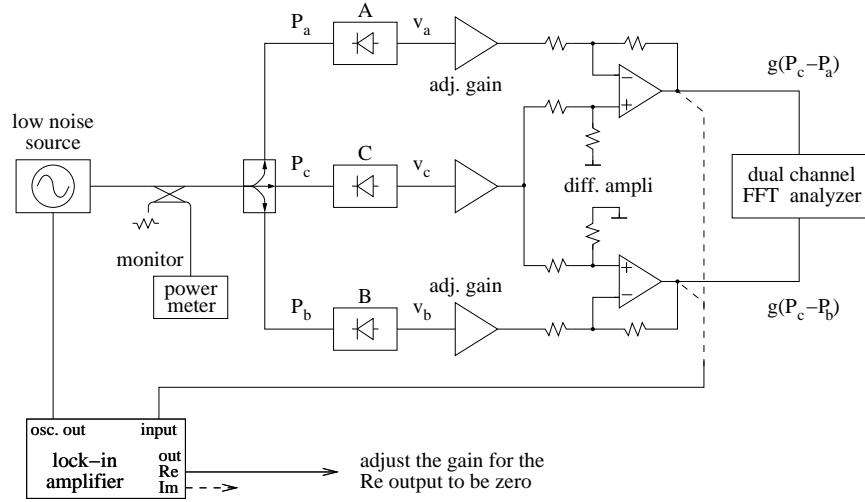 A
P_a
v_a
adj. gain
g(P_c−P_a)
−
+
low noise
source
P_c
C
v_c
diff. ampli
dual channel
FFT analyzer
monitor
power
meter
adj. gain
+
−
P_b
B
v_b
g(P_c−P_b)
osc. out
input
lock−in
amplifier
out
Re
Im
adjust the gain for the
Re output to be zero